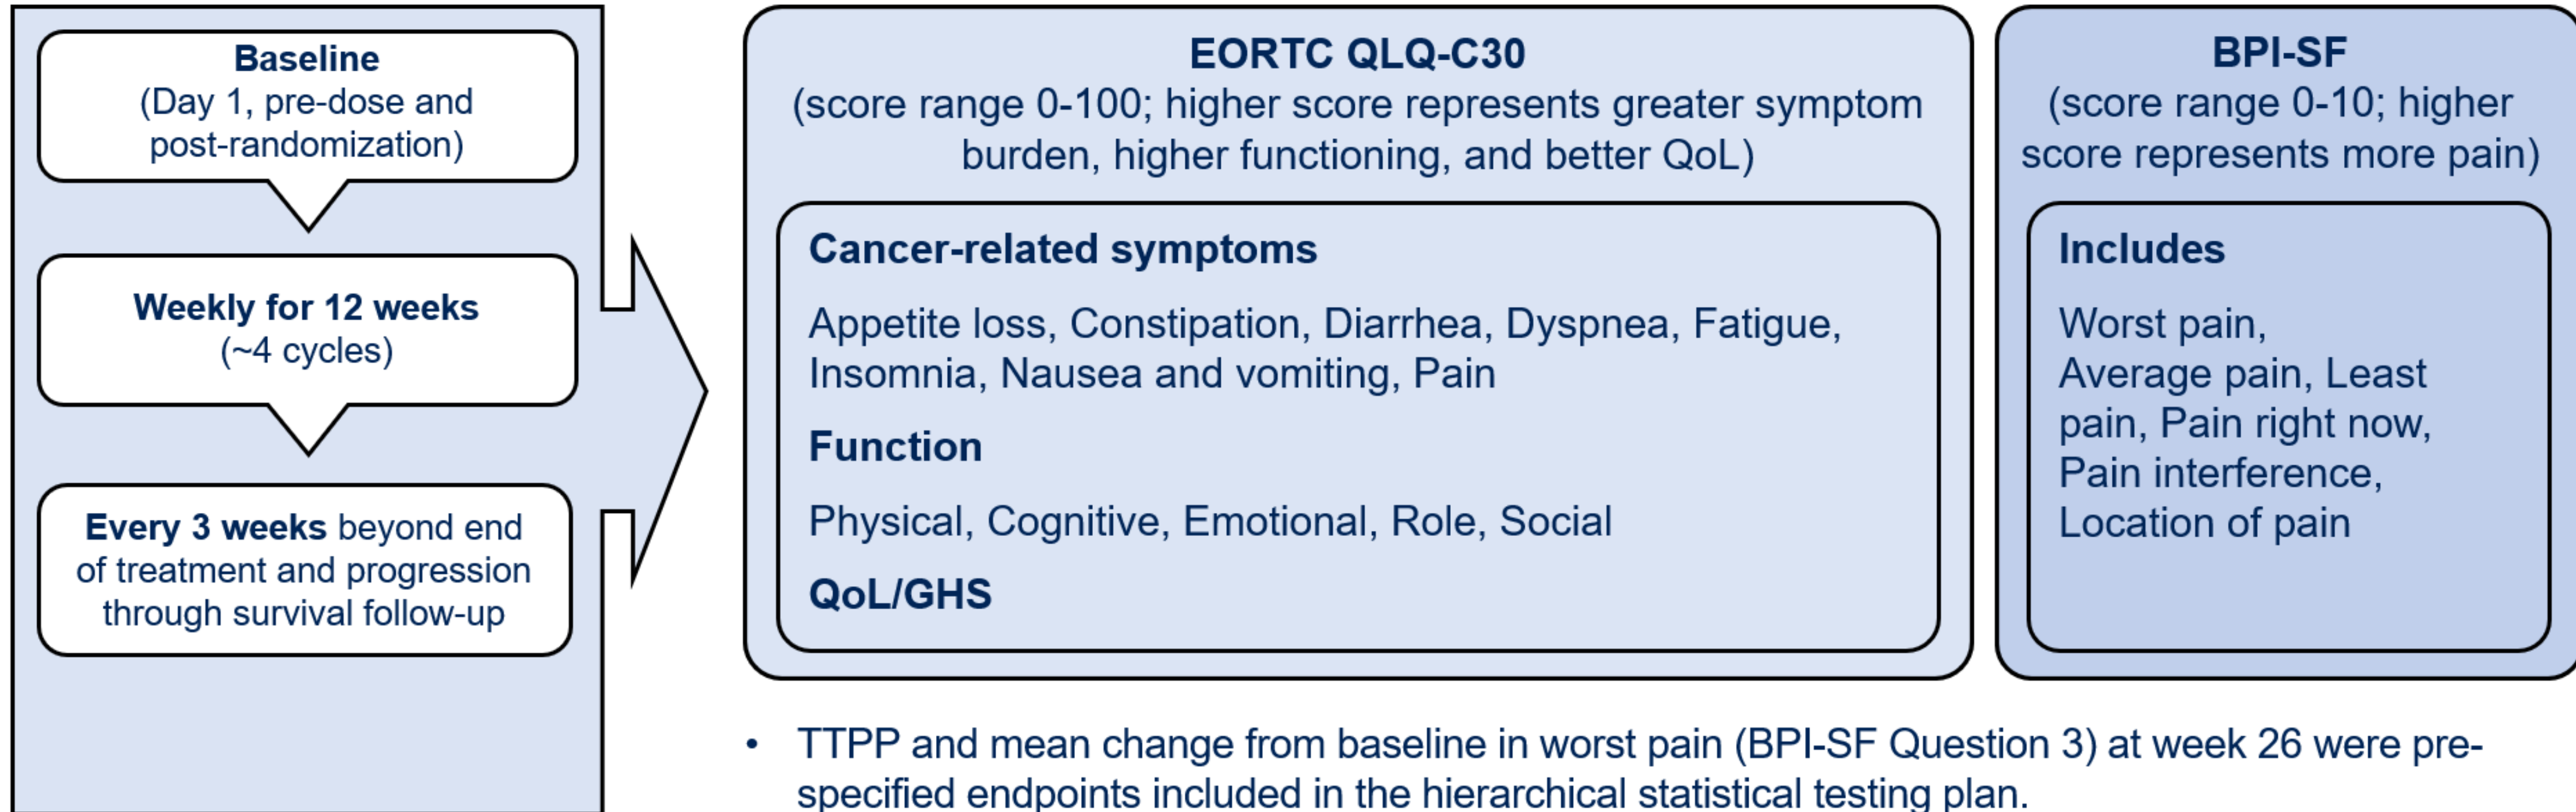 Baseline
(Day 1, pre-dose and
post-randomization)
Weekly for 12 weeks
(~4 cycles)
Every 3 weeks beyond end
of treatment and progression
through survival follow-up
EORTC QLQ-C30
(score range 0-100; higher score represents greater symptom
burden, higher functioning, and better QoL)
Cancer-related symptoms
Appetite loss, Constipation, Diarrhea, Dyspnea, Fatigue,
Insomnia, Nausea and vomiting, Pain
Function
Physical, Cognitive, Emotional, Role, Social
QoL/GHS
BPI-SF
(score range 0-10; higher
score represents more pain)
Includes
Worst pain,
Average pain, Least
pain, Pain right now,
Pain interference,
Location of pain
• TTPP and mean change from baseline in worst pain (BPI-SF Question 3) at week 26 were pre-
specified endpoints included in the hierarchical statistical testing plan.